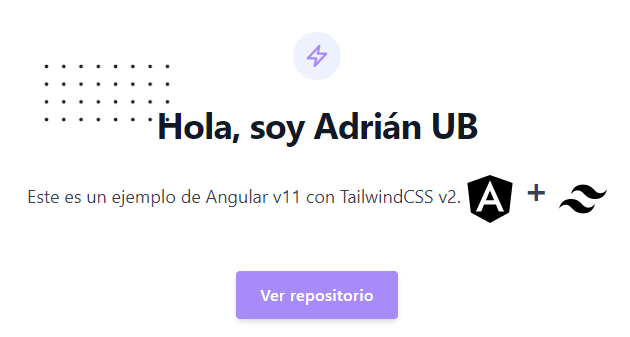 Hola, soy Adrián UB
Este es un ejemplo de Angular v11 con TailwindCSS v2. A +
Ver repositorio